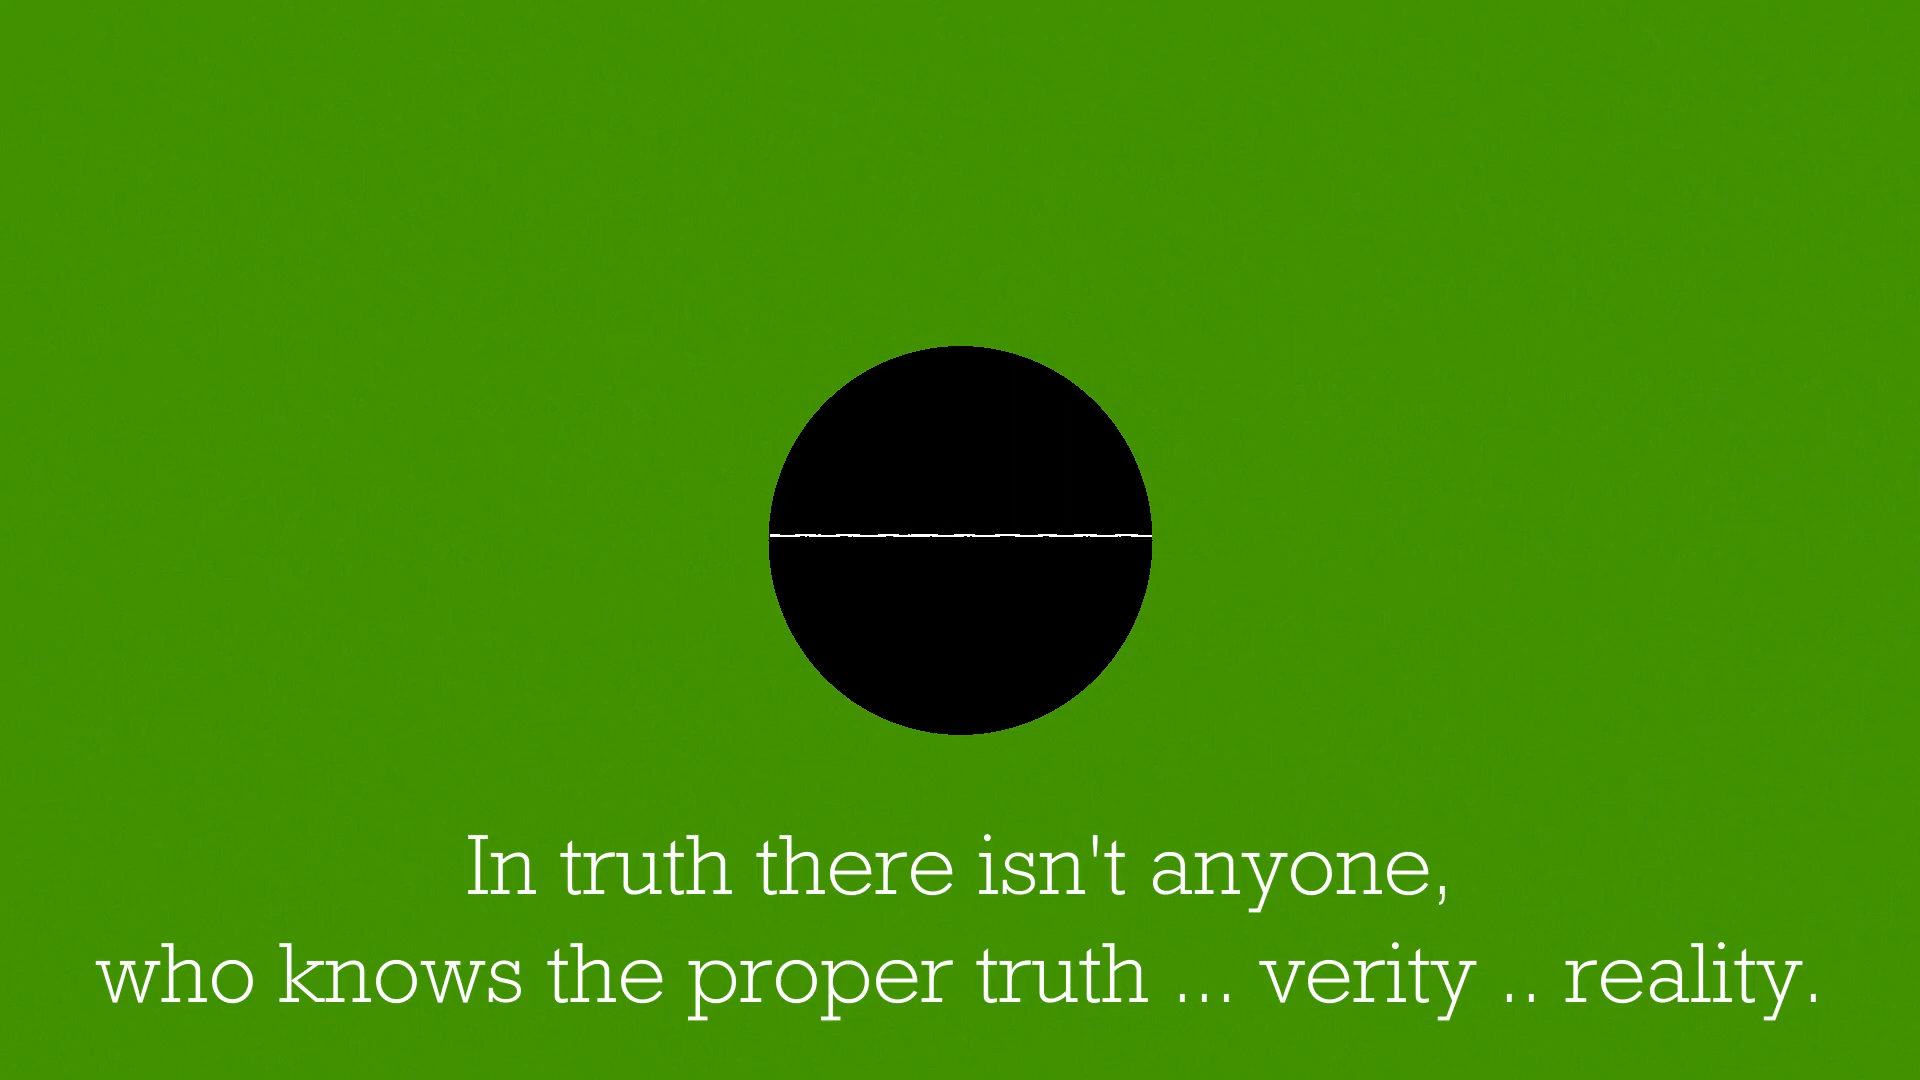 In truth there isn't anyone,
who knows the proper truth ... verity .. reality.